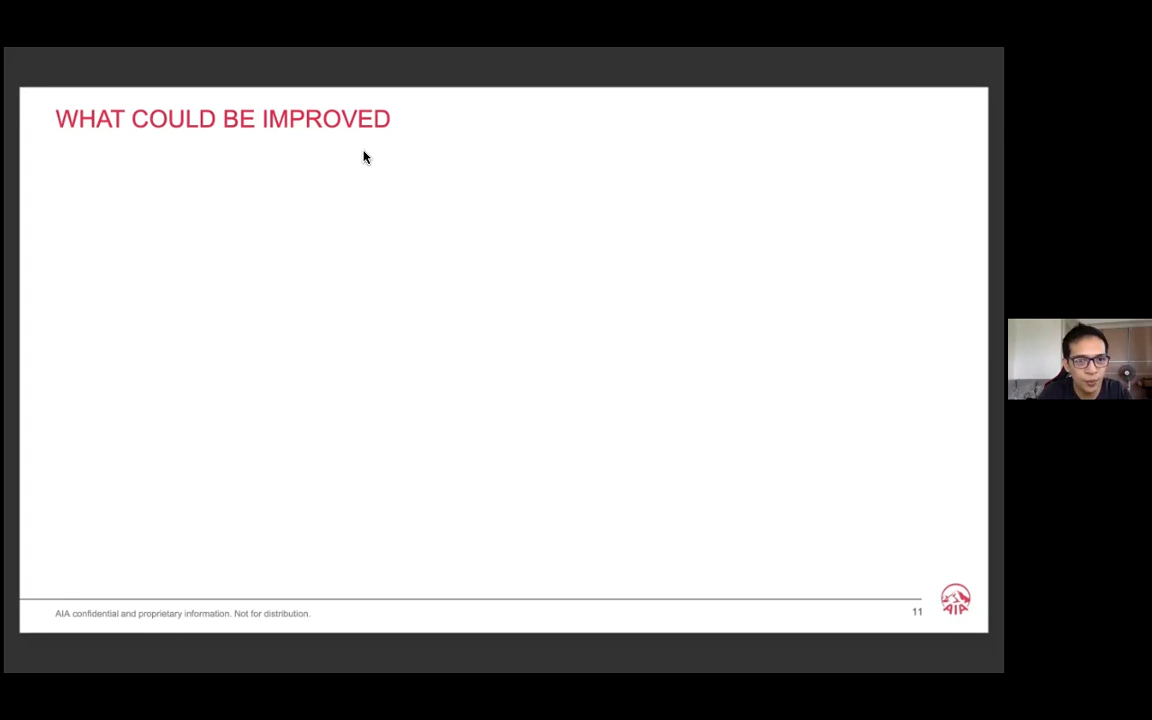 WHAT COULD BE IMPROVED
AIA confidential and proprietary information. Not for distribution.
11
AIA